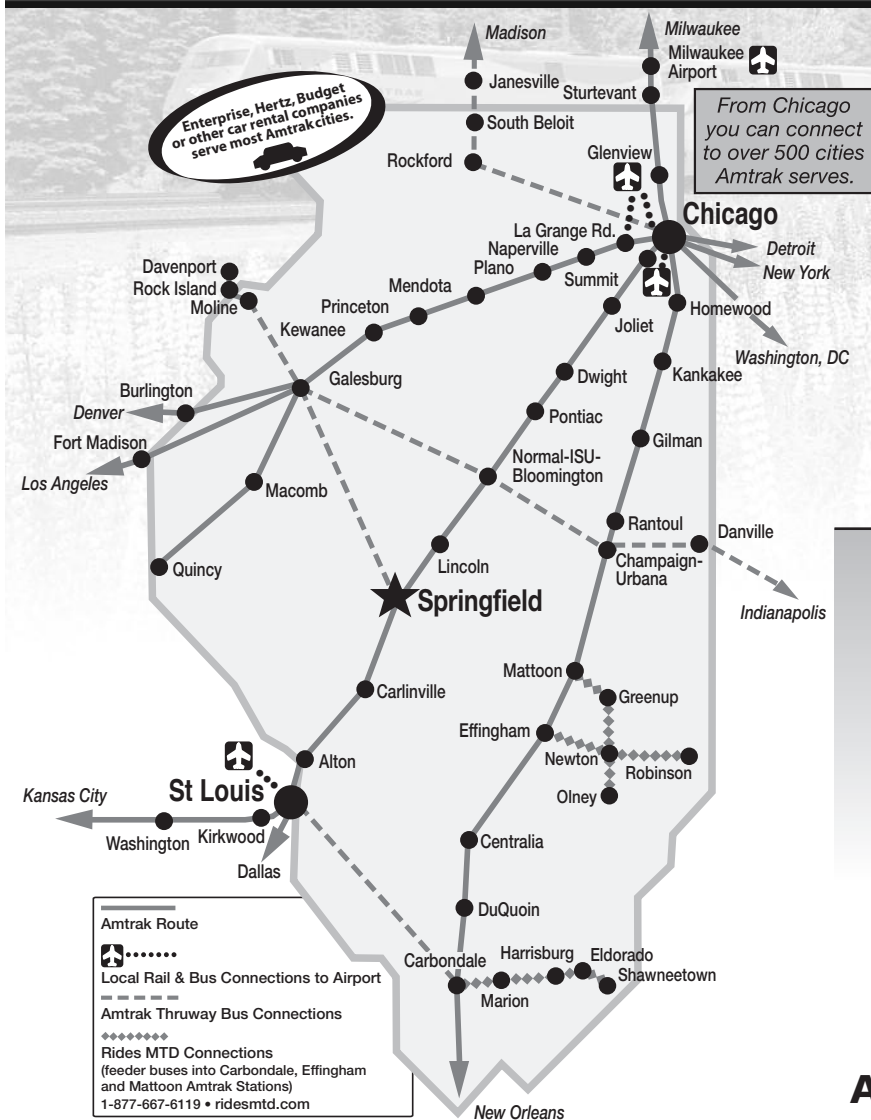 Madison
Milwaukee
Milwaukee
Airport
Janesville
Sturtevant
Enterprise, Hertz, Budget
or other car rental companies
serve most Amtrak cities.
From Chicago
you can connect
to over 500 cities
Amtrak serves.
South Beloit
Rockford
Glenview
Chicago
La Grange Rd.
Naperville
Plano
Summit
Detroit
New York
Davenport
Rock Island
Moline
Mendota
Princeton
Kewanee
Joliet
Homewood
Washington, DC
Galesburg
Dwight
Kankakee
Burlington
Denver
Pontiac
Fort Madison
Los Angeles
Gilman
Normal-ISU-
Bloomington
Macomb
Rantoul
Danville
Quincy
Lincoln
Champaign-
Urbana
Springfield
Indianapolis
Mattoon
Greenup
Carlinville
Effingham
Newton
Robinson
Alton
Olney
St Louis
Kansas City
Washington
Kirkwood
Dallas
Centralia
DuQuoin
Carbondale
Harrisburg
Eldorado
Shawneetown
Marion
New Orleans
Amtrak Route
Local Rail & Bus Connections to Airport
Amtrak Thruway Bus Connections
Rides MTD Connections
(feeder buses into Carbondale, Effingham
and Mattoon Amtrak Stations)
1-877-667-6119 • ridesmtd.com
A